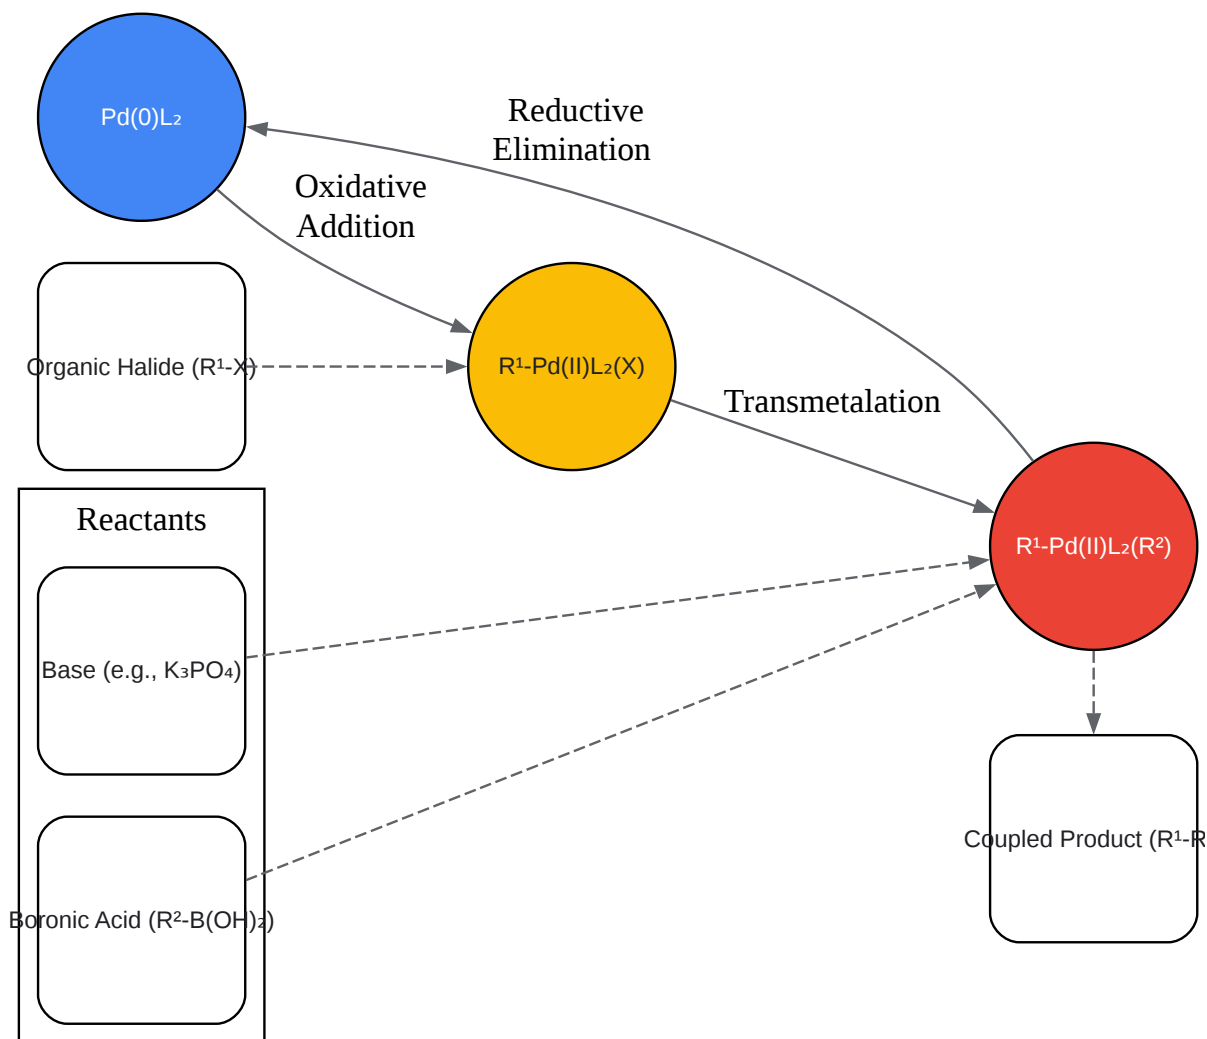 Pd(0)L₂
Reductive
Elimination
Oxidative
Addition
Organic Halide (R¹-X)
R¹-Pd(II)L₂(X)
Transmetalation
Reactants
R¹-Pd(II)L₂(R²)
Base (e.g., K₃PO₄)
Coupled Product (R¹-R
Boronic Acid (R²-B(OH)₂)